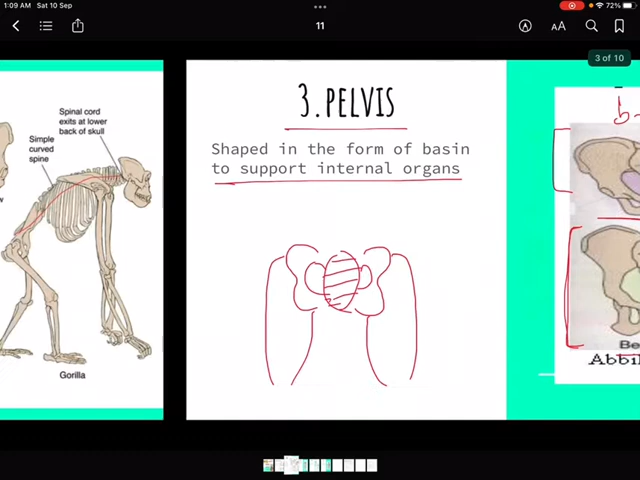 1:09 AM Sat 10 Sep
72%
11
AA
3 of 10
Spinal cord
exits at lower
back of skull
Simple
curved
spine
Gorilla
3. PELVIS
Shaped in the form of basin
to support internal organs